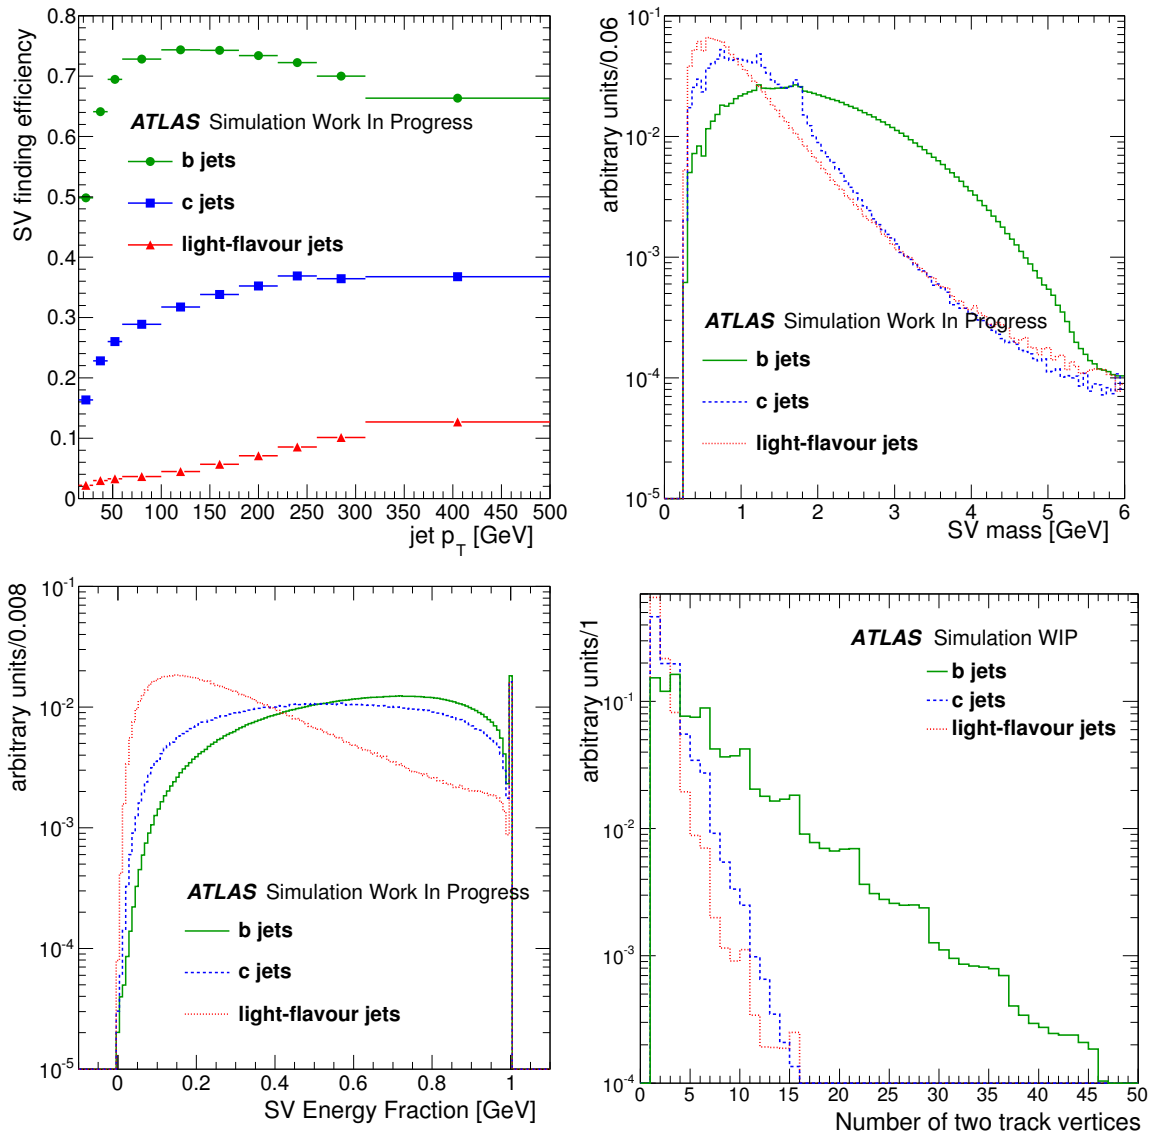 SV finding efficiency
0.8
0.7
0.6
0.5
0.4
0.3
0.2
0.1
0
ATLAS Simulation Work In Progress
b jets
c jets
light-flavour jets
50 100 150 200 250 300 350 400 450 500
jet p_T [GeV]
arbitrary units/0.06
10^-1
10^-2
10^-3
10^-4
10^-5
ATLAS Simulation Work In Progress
b jets
c jets
light-flavour jets
0 1 2 3 4 5 6
SV mass [GeV]
arbitrary units/0.008
10^-1
10^-2
10^-3
10^-4
10^-5
ATLAS Simulation Work In Progress
b jets
c jets
light-flavour jets
0 0.2 0.4 0.6 0.8 1
SV Energy Fraction [GeV]
arbitrary units/1
10^-1
10^-2
10^-3
10^-4
ATLAS Simulation WIP
b jets
c jets
light-flavour jets
0 5 10 15 20 25 30 35 40 45 50
Number of two track vertices